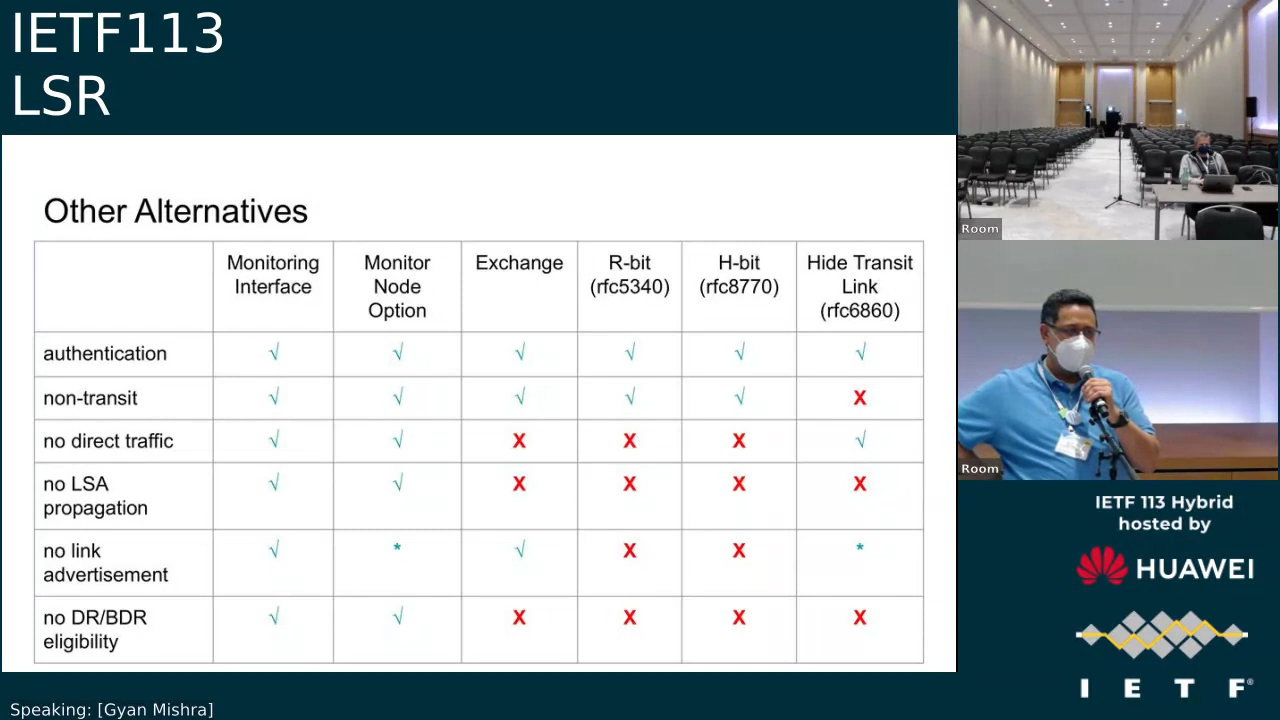 IETF113
LSR
Other Alternatives
Monitoring Interface | Monitor Node Option | Exchange | R-bit (rfc5340) | H-bit (rfc8770) | Hide Transit Link (rfc6860)
authentication √ √ √ √ √ √
non-transit √ √ √ √ √ X
no direct traffic √ √ X X X √
no LSA propagation √ √ X X X X
no link advertisement √ * √ X X *
no DR/BDR eligibility √ √ X X X X
Room
Room
IETF 113 Hybrid
hosted by
HUAWEI
I E T F®
Speaking: [Gyan Mishra]